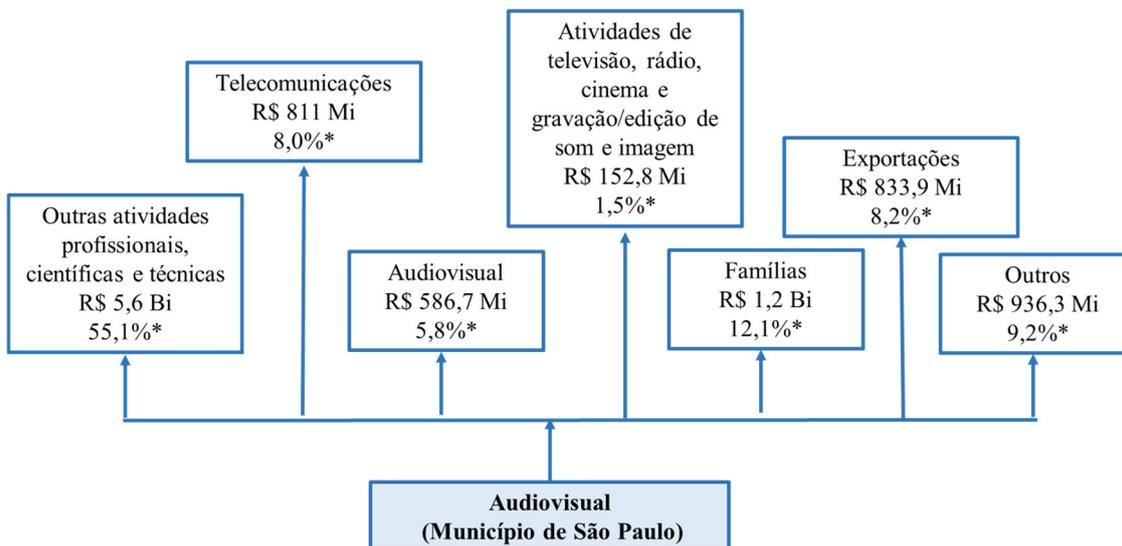 Outras atividades
profissionais,
científicas e técnicas
R$ 5,6 Bi
55,1%*
Telecomunicações
R$ 811 Mi
8,0%*
Audiovisual
R$ 586,7 Mi
5,8%*
Atividades de
televisão, rádio,
cinema e
gravação/edição de
som e imagem
R$ 152,8 Mi
1,5%*
Famílias
R$ 1,2 Bi
12,1%*
Exportações
R$ 833,9 Mi
8,2%*
Outros
R$ 936,3 Mi
9,2%*
Audiovisual
(Município de São Paulo)